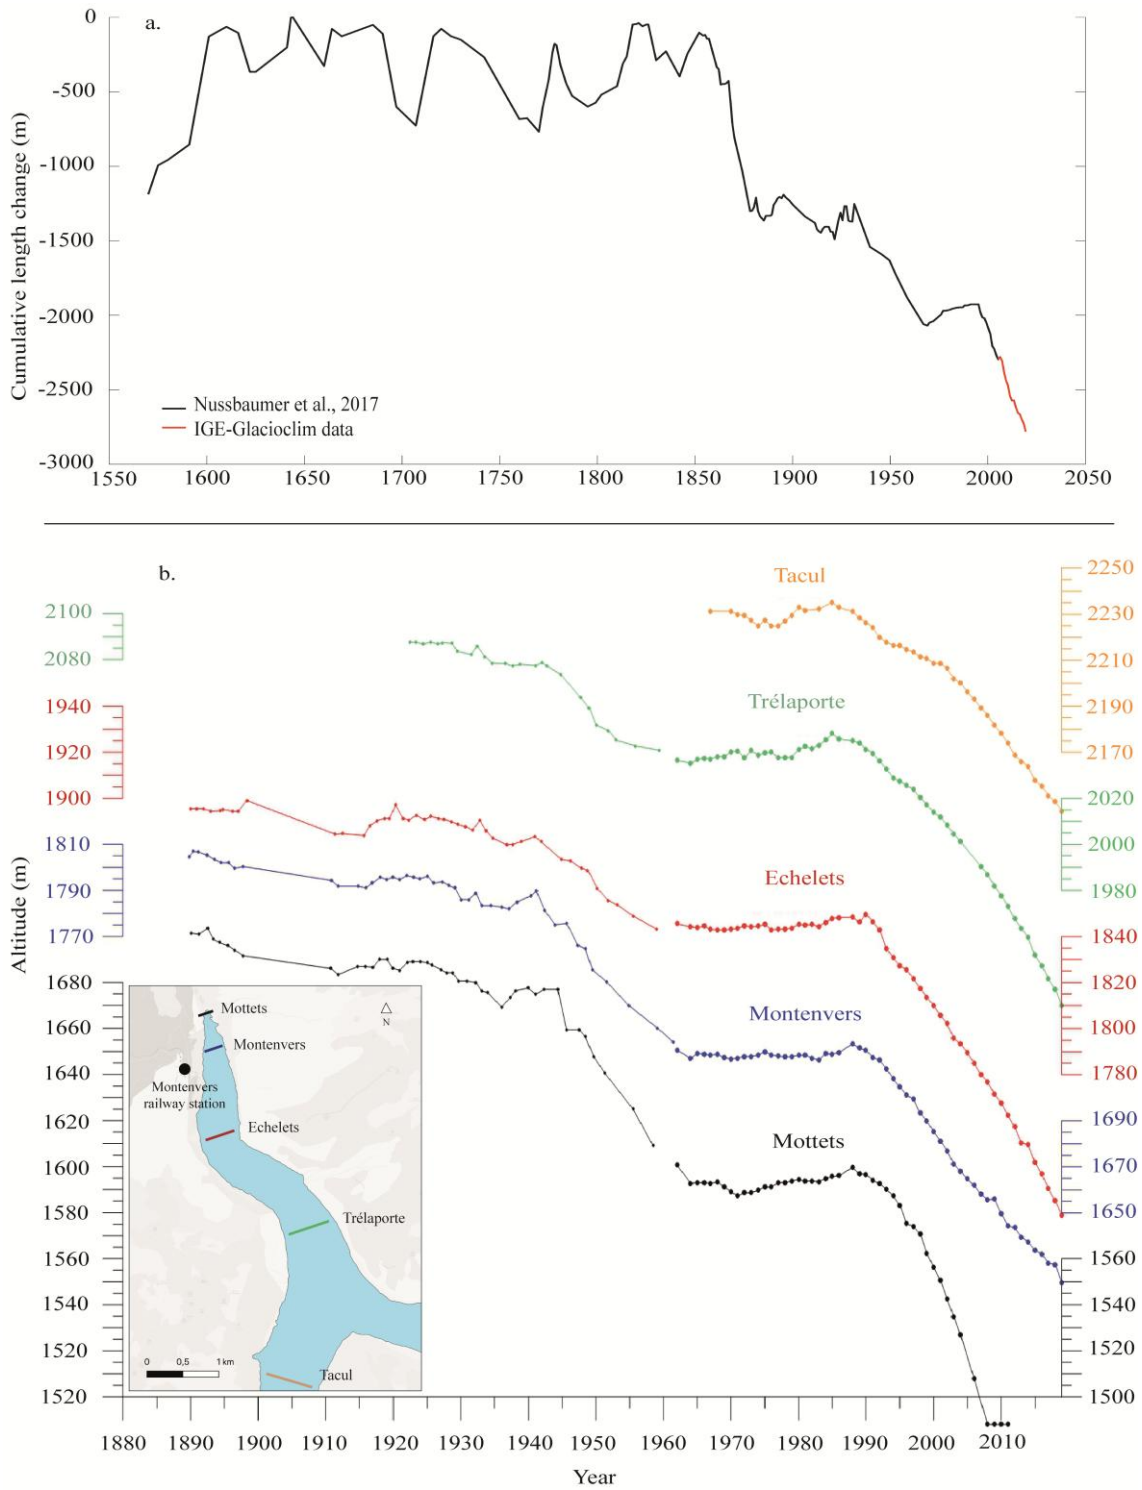 a.
0
-500
-1000
-1500
-2000
-2500
-3000
Cumulative length change (m)
Nussbaumer et al., 2017
IGE-Glacioclim data
1550 1600 1650 1700 1750 1800 1850 1900 1950 2000 2050
b.
Tacul
Trélaporte
Echelets
Montenvers
Mottets
2100
2080
1940
1920
1900
1810
1790
1770
1680
1660
1640
1620
1600
1580
1560
1540
1520
1520
Altitude (m)
2250
2230
2210
2190
2170
2020
2000
1980
1840
1820
1800
1780
1690
1670
1650
1560
1540
1520
1500
Mottets
N
Montenvers
Montenvers
railway station
Echelets
Trélaporte
0 0,5 1 km
Tacul
1880 1890 1900 1910 1920 1930 1940 1950 1960 1970 1980 1990 2000 2010
Year